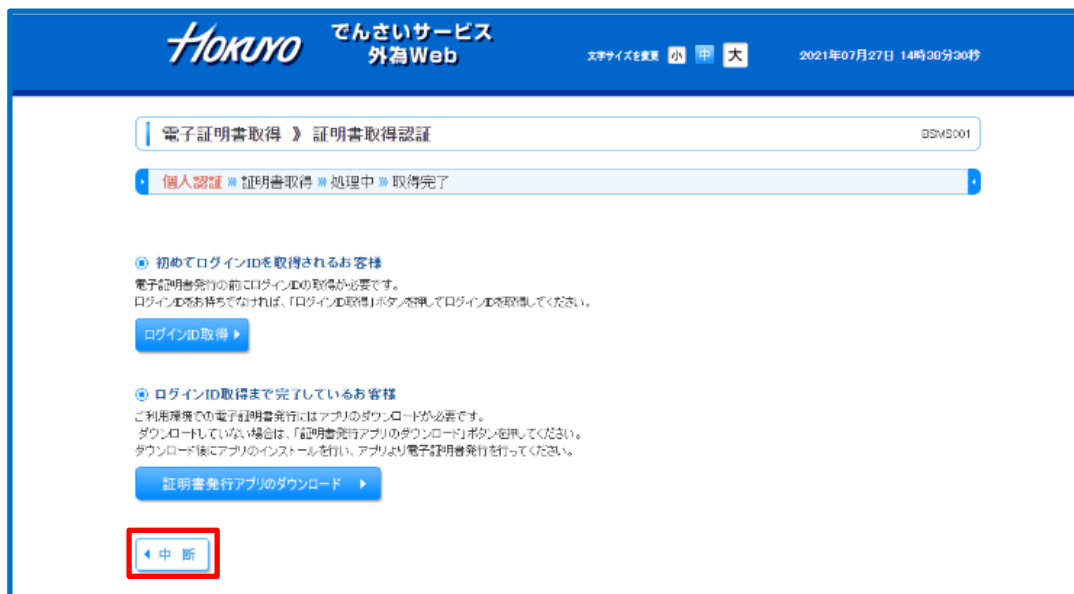 HOKUYO
でんさいサービス
外為Web
文字サイズを変更 小 中 大
2021年07月27日 14時38分30秒
電子証明書取得 》 証明書取得認証
BSMS001
個人認証 »» 証明書取得 »» 処理中 »» 取得完了
初めてログインIDを取得されるお客様
電子証明書発行の前にログインIDの取得が必要です。
ログインIDをお持ちでなければ、「ログインID取得」ボタンを押してログインIDを取得してください。
ログインID取得
ログインID取得まで完了しているお客様
ご利用環境での電子証明書発行にはアプリのダウンロードが必要です。
ダウンロードしていない場合は、「証明書発行アプリのダウンロード」ボタンを押してください。
ダウンロード後にアプリのインストールを行い、アプリより電子証明書発行を行ってください。
証明書発行アプリのダウンロード
中 断